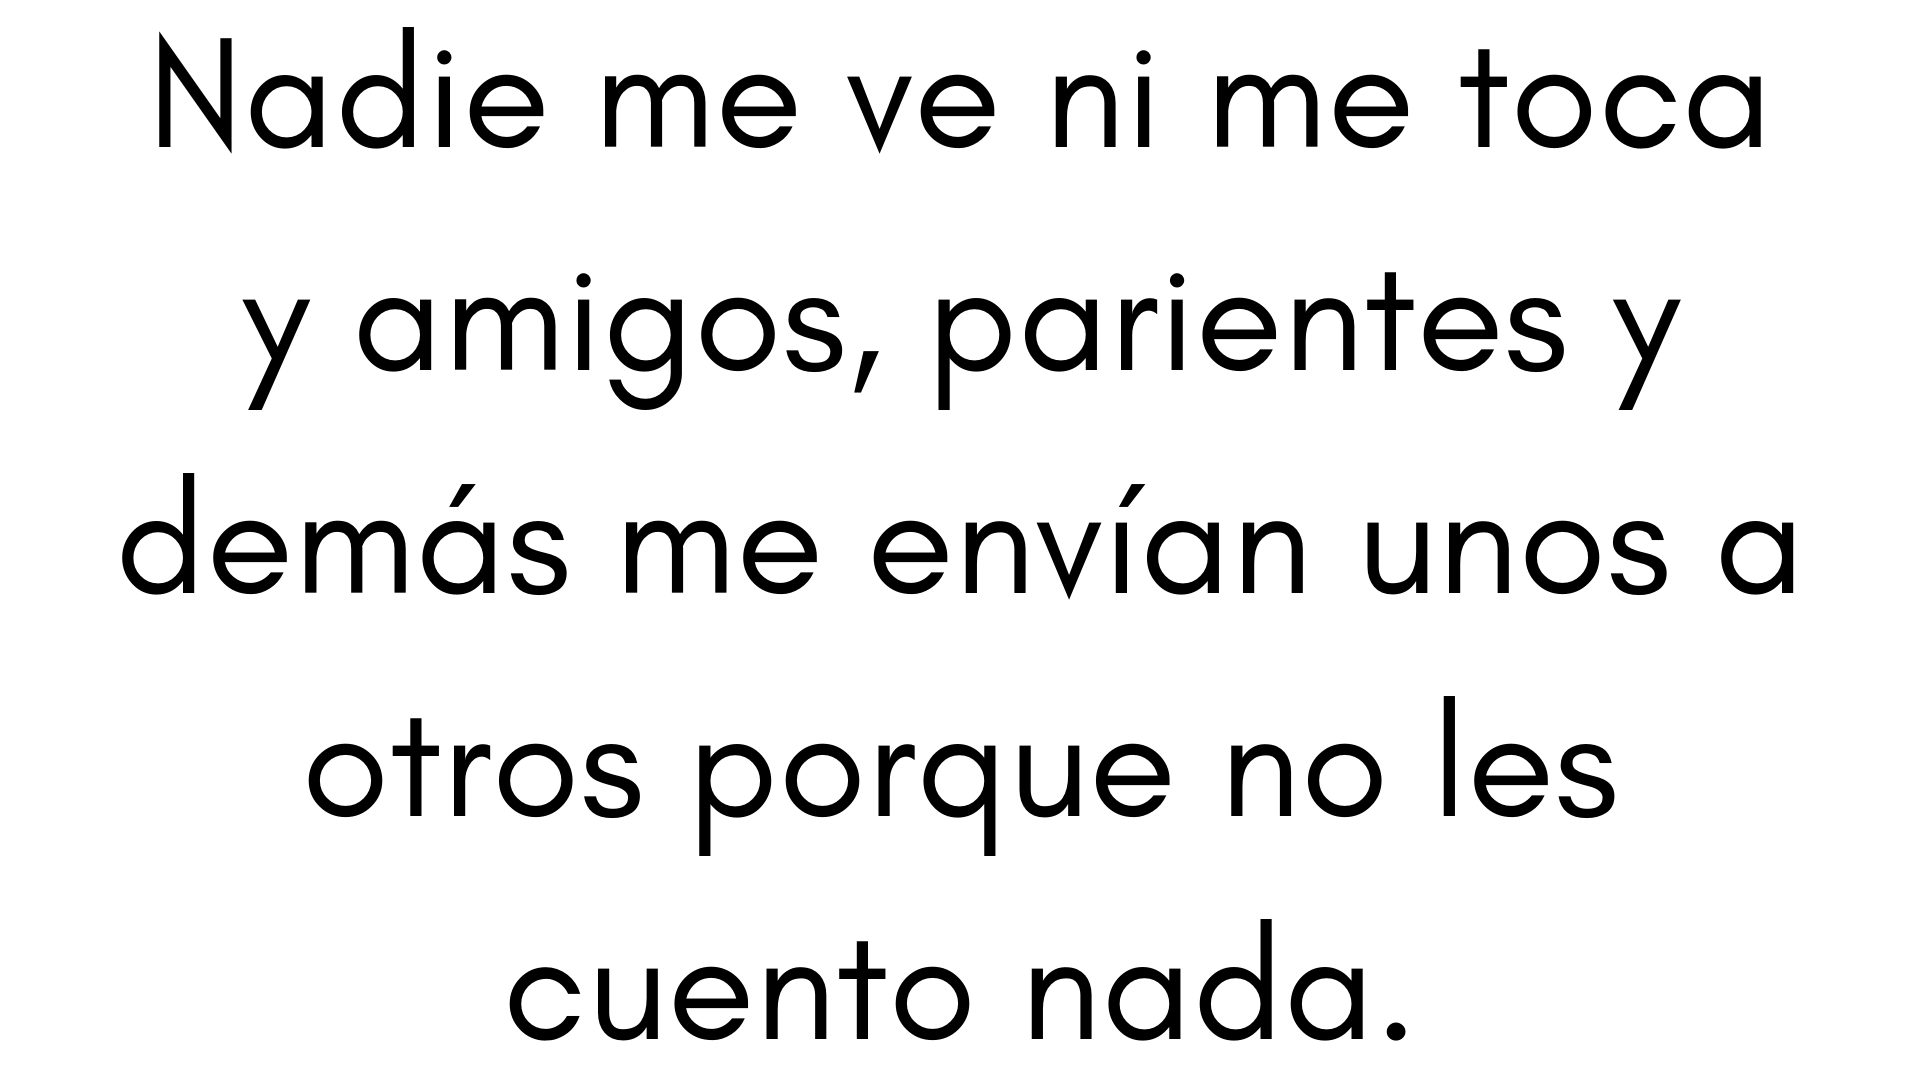 Nadie me ve ni me toca
y amigos, parientes y
demás me envían unos a
otros porque no les
cuento nada.